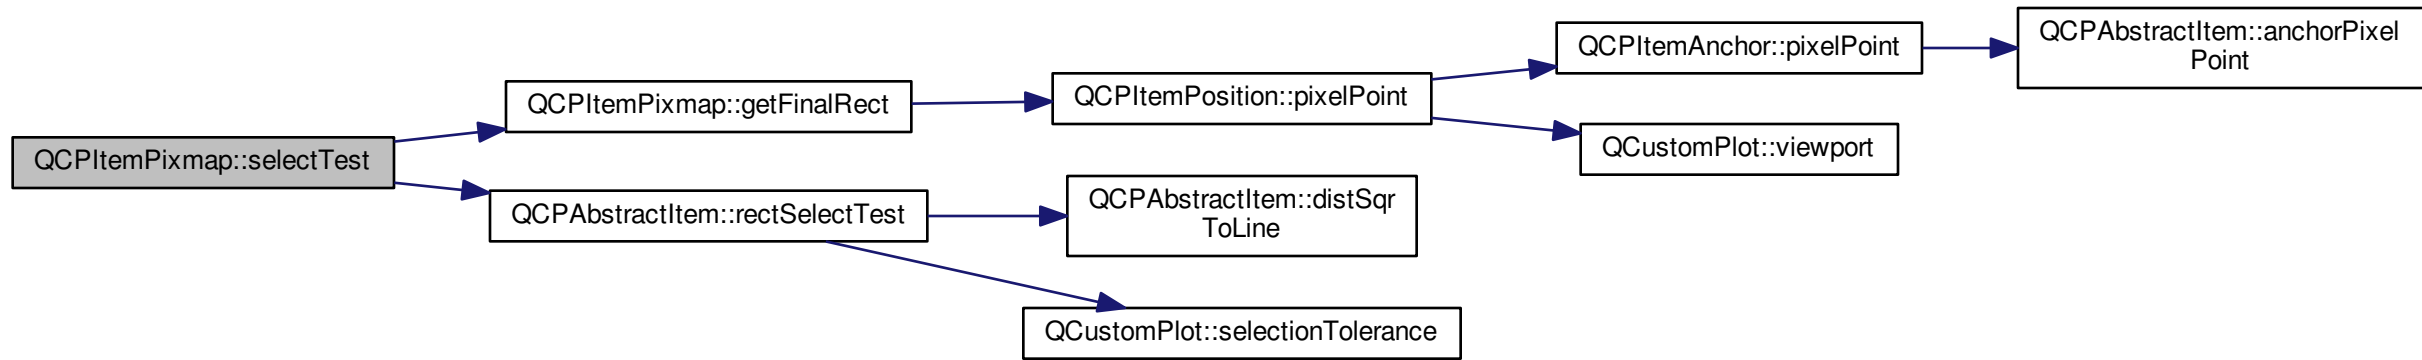 QCPItemPixmap::selectTest
QCPItemPixmap::getFinalRect
QCPItemPosition::pixelPoint
QCPItemAnchor::pixelPoint
QCPAbstractItem::anchorPixel
Point
QCustomPlot::viewport
QCPAbstractItem::rectSelectTest
QCPAbstractItem::distSqr
ToLine
QCustomPlot::selectionTolerance